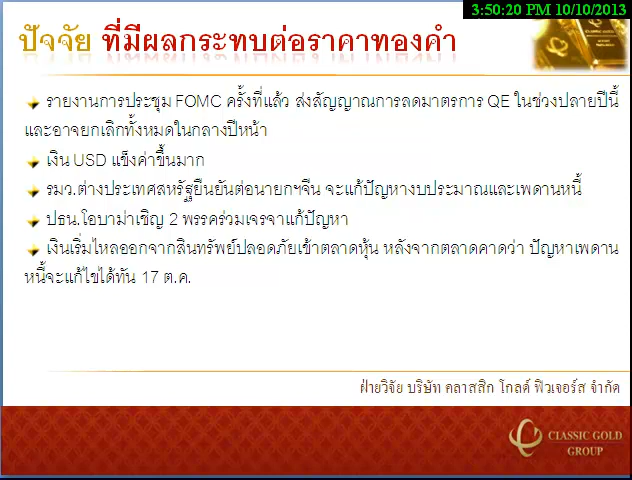 3:50:20 PM 10/10/2013
ปัจจัย ที่มีผลกระทบต่อราคาทองคำ
รายงานการประชุม FOMC ครั้งที่แล้ว ส่งสัญญาณการลดมาตรการ QE ในช่วงปลายปีนี้
และอาจยกเลิกทั้งหมดในกลางปีหน้า
เงิน USD แข็งค่าขึ้นมาก
รมว.ต่างประเทศสหรัฐยืนยันต่อนายกฯจีน จะแก้ปัญหางบประมาณและเพดานหนี้
ปธน.โอบาม่าเชิญ 2 พรรคร่วมเจรจาแก้ปัญหา
เงินเริ่มไหลออกจากสินทรัพย์ปลอดภัยเข้าตลาดหุ้น หลังจากตลาดคาดว่า ปัญหาเพดาน
หนี้จะแก้ไขได้ทัน 17 ต.ค.
ฝ่ายวิจัย บริษัท คลาสสิก โกลด์ ฟิวเจอร์ส จำกัด
CLASSIC GOLD
GROUP